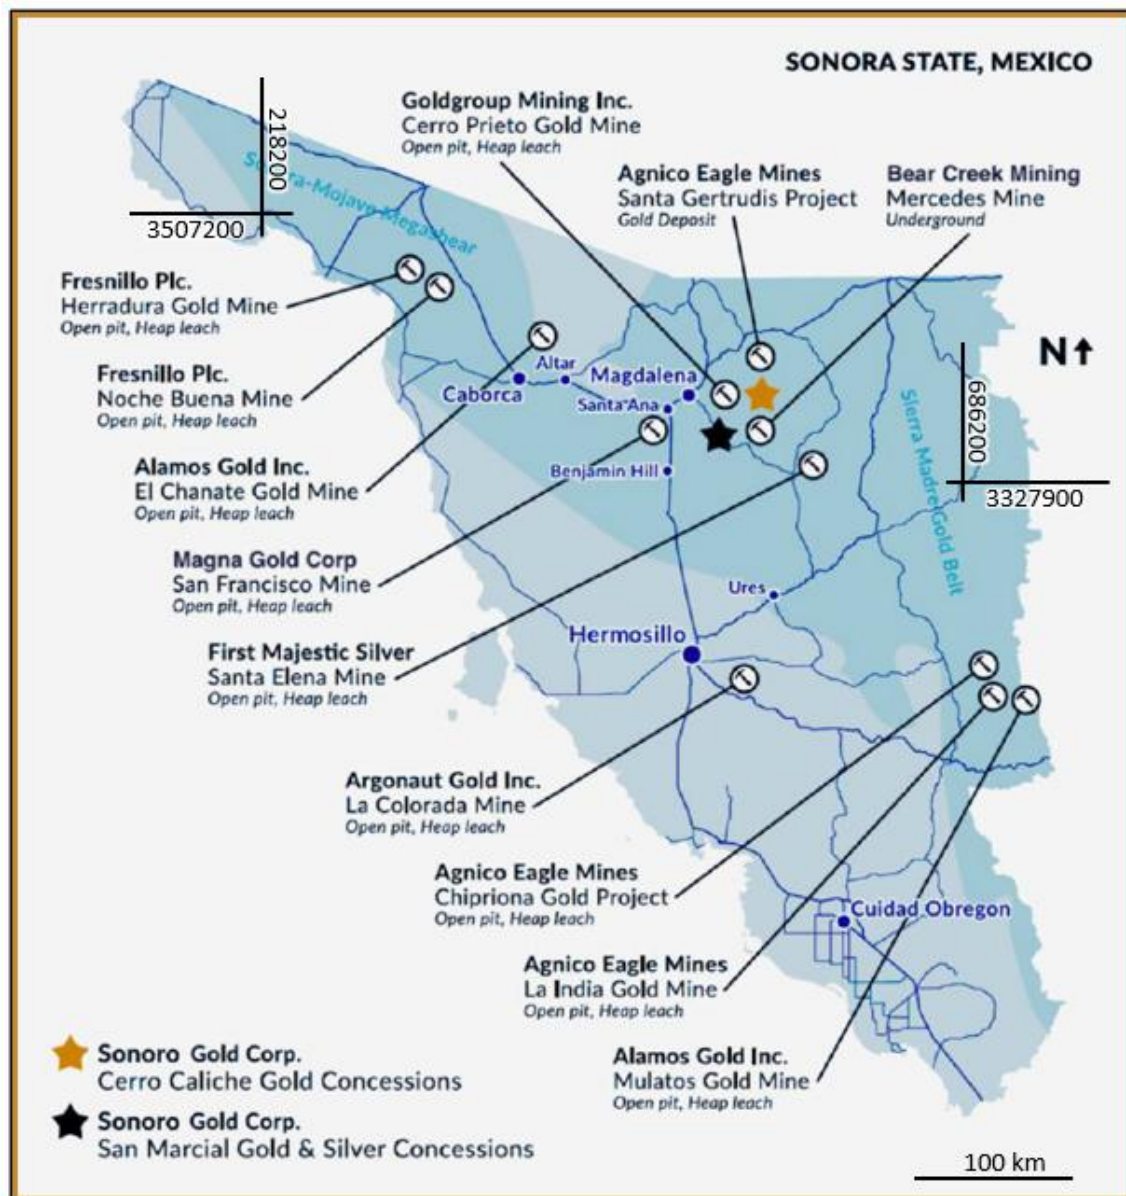 SONORA STATE, MEXICO
Goldgroup Mining Inc.
Cerro Prieto Gold Mine
Open pit, Heap leach
218200
3507200
Sonora-Mojave Megashear
Agnico Eagle Mines
Santa Gertrudis Project
Gold Deposit
Bear Creek Mining
Mercedes Mine
Underground
Fresnillo Plc.
Herradura Gold Mine
Open pit, Heap leach
N
Fresnillo Plc.
Noche Buena Mine
Open pit, Heap leach
Altar
Caborca
Magdalena
Santa Ana
Benjamin Hill
686200
3327900
Sierra Madre Gold Belt
Alamos Gold Inc.
El Chanate Gold Mine
Open pit, Heap leach
Magna Gold Corp
San Francisco Mine
Open pit, Heap leach
Ures
Hermosillo
First Majestic Silver
Santa Elena Mine
Open pit, Heap leach
Argonaut Gold Inc.
La Colorada Mine
Open pit, Heap leach
Agnico Eagle Mines
Chipriona Gold Project
Open pit, Heap leach
Cuidad Obregon
Agnico Eagle Mines
La India Gold Mine
Open pit, Heap leach
Alamos Gold Inc.
Mulatos Gold Mine
Open pit, Heap leach
Sonoro Gold Corp.
Cerro Caliche Gold Concessions
Sonoro Gold Corp.
San Marcial Gold & Silver Concessions
100 km